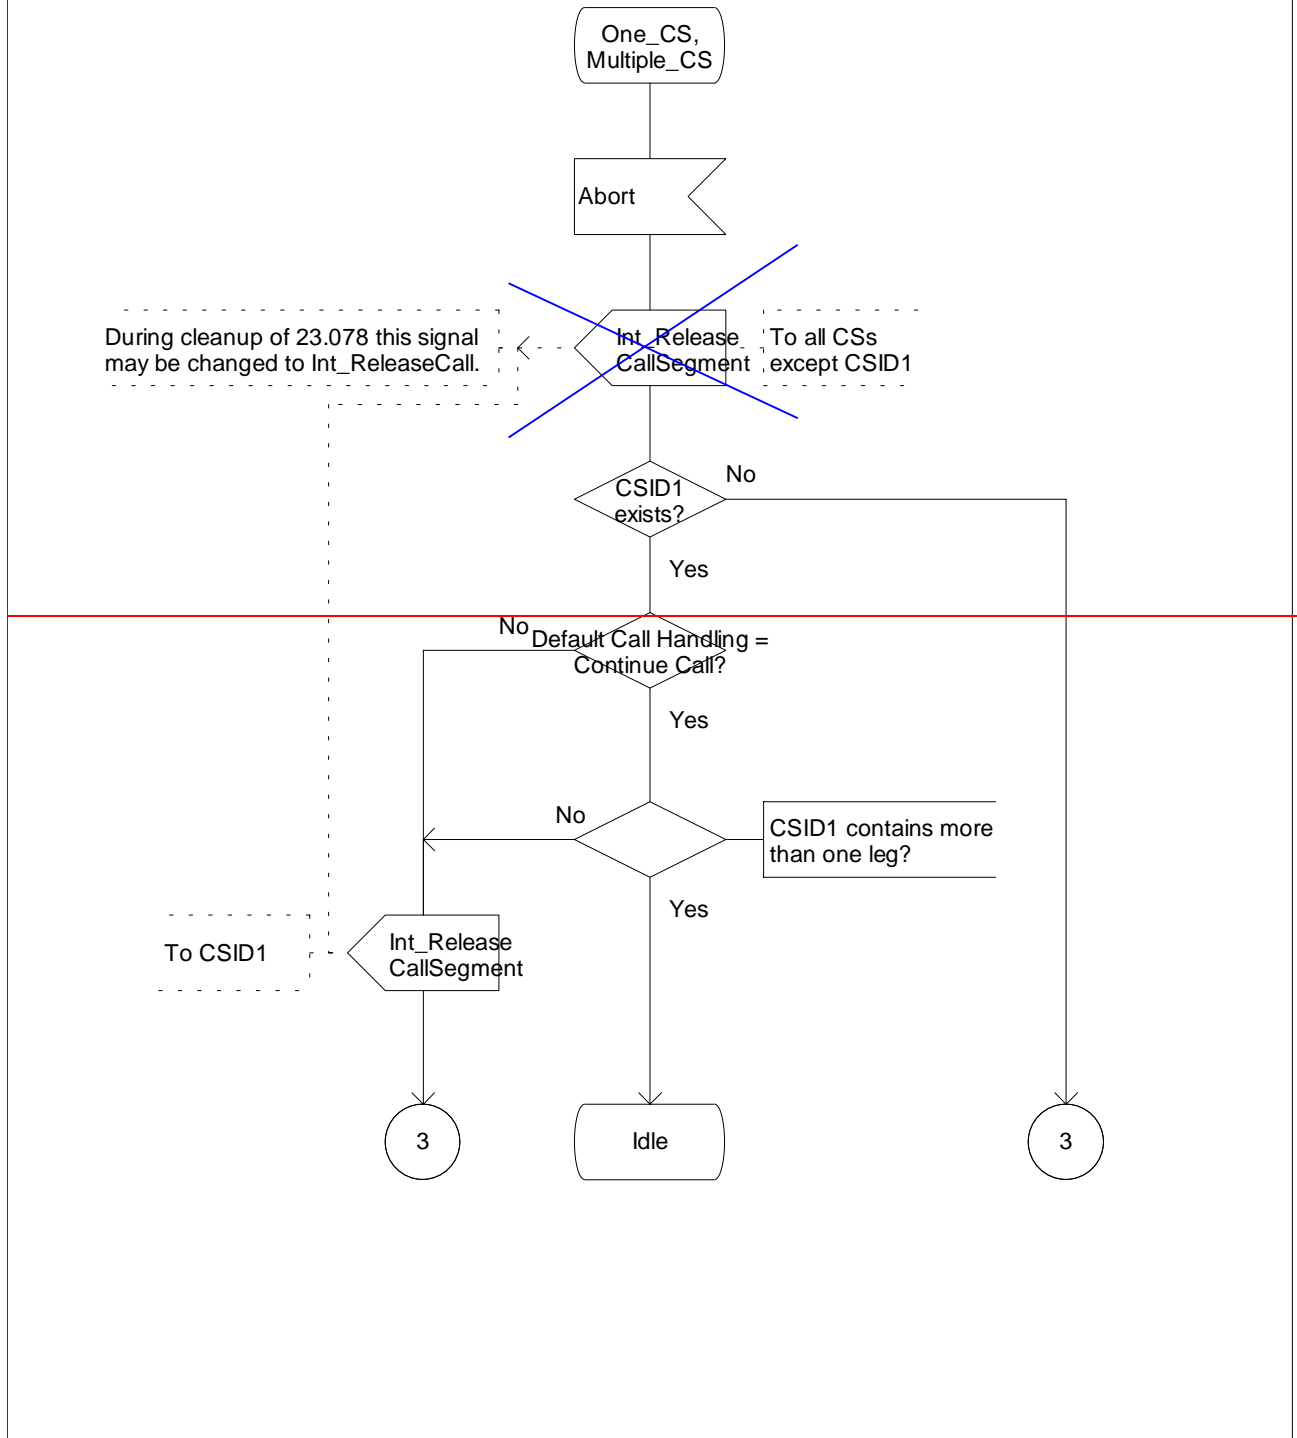 One_CS,
Multiple_CS
Abort
During cleanup of 23.078 this signal
may be changed to Int_ReleaseCall.
Int_Release
CallSegment
To all CSs
except CSID1
No
CSID1
exists?
Yes
No
Default Call Handling =
Continue Call?
Yes
No
CSID1 contains more
than one leg?
Yes
To CSID1
Int_Release
CallSegment
3
Idle
3